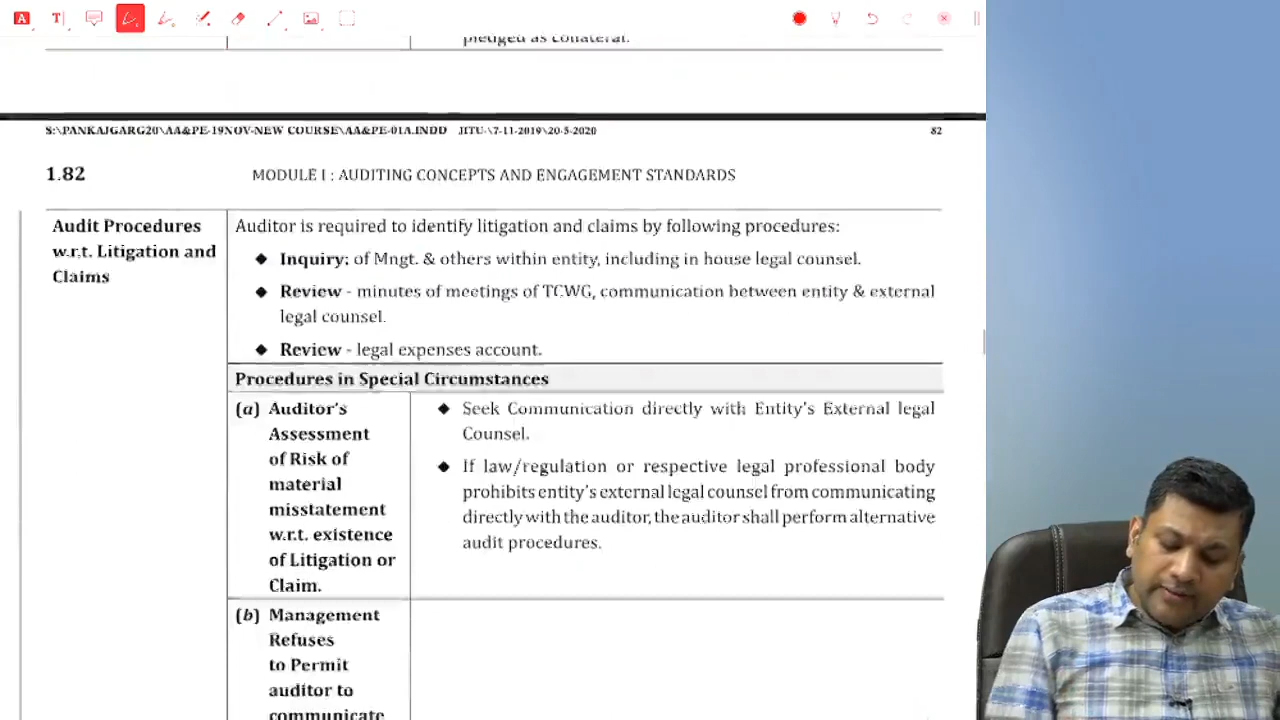 pledged as collateral.
S:\PANKAJGARG20\AA&PE-19NOV-NEW COURSE\AA&PE-01A.INDD JITU-\7-11-2019\20-5-2020 82
1.82 MODULE I : AUDITING CONCEPTS AND ENGAGEMENT STANDARDS
Audit Procedures
w.r.t. Litigation and
Claims
Auditor is required to identify litigation and claims by following procedures:
◆ Inquiry: of Mngt. & others within entity, including in house legal counsel.
◆ Review - minutes of meetings of TCWG, communication between entity & external
legal counsel.
◆ Review - legal expenses account.
Procedures in Special Circumstances
(a) Auditor's
Assessment
of Risk of
material
misstatement
w.r.t. existence
of Litigation or
Claim.
◆ Seek Communication directly with Entity's External legal
Counsel.
◆ If law/regulation or respective legal professional body
prohibits entity's external legal counsel from communicating
directly with the auditor, the auditor shall perform alternative
audit procedures.
(b) Management
Refuses
to Permit
auditor to
communicate